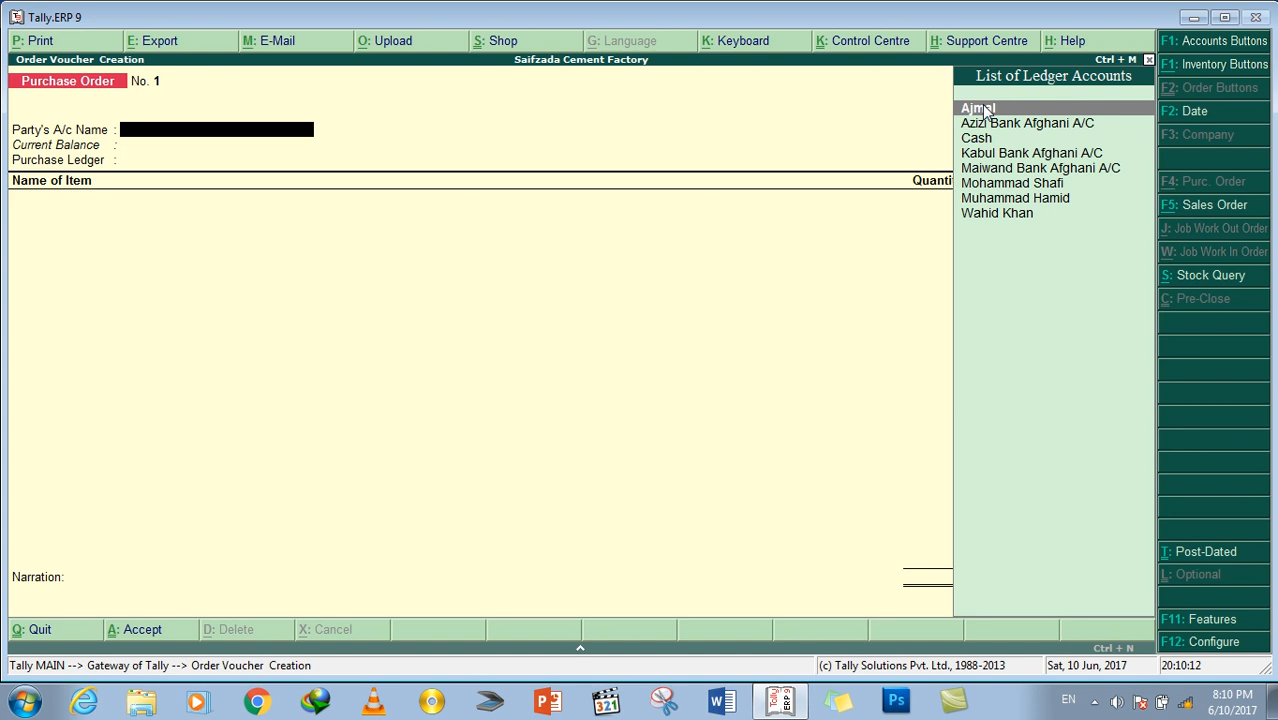 Tally.ERP 9
P: Print E: Export M: E-Mail O: Upload S: Shop G: Language K: Keyboard K: Control Centre H: Support Centre H: Help
Order Voucher Creation Saifzada Cement Factory Ctrl + M
Purchase Order No. 1
Party's A/c Name :
Current Balance :
Purchase Ledger :
Name of Item Quanti
List of Ledger Accounts
Ajmal
Azizi Bank Afghani A/C
Cash
Kabul Bank Afghani A/C
Maiwand Bank Afghani A/C
Mohammad Shafi
Muhammad Hamid
Wahid Khan
F1: Accounts Buttons
F1: Inventory Buttons
F2: Order Buttons
F2: Date
F3: Company
F4: Purc. Order
F5: Sales Order
J: Job Work Out Order
W: Job Work In Order
S: Stock Query
C: Pre-Close
T: Post-Dated
L: Optional
F11: Features
F12: Configure
Narration:
Q: Quit A: Accept D: Delete X: Cancel
Ctrl + N
Tally MAIN --> Gateway of Tally --> Order Voucher Creation (c) Tally Solutions Pvt. Ltd., 1988-2013 Sat, 10 Jun, 2017 20:10:12
EN 8:10 PM
6/10/2017